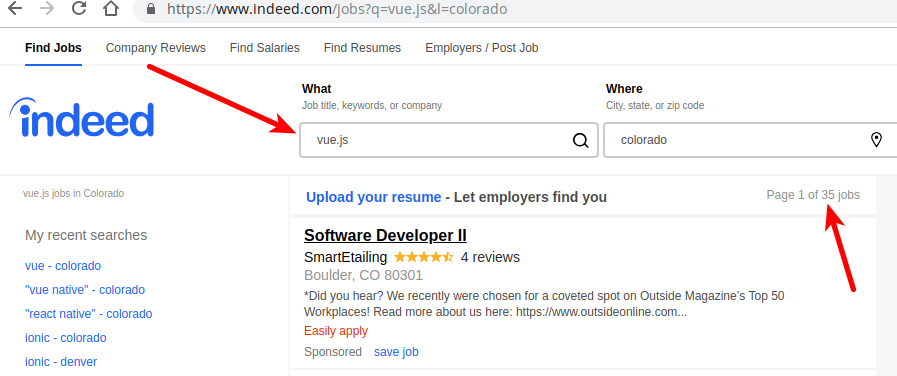 https://www.indeed.com/jobs?q=vue.js&l=colorado
Find Jobs Company Reviews Find Salaries Find Resumes Employers / Post Job
What Where
Job title, keywords, or company City, state, or zip code
indeed
vue.js colorado
vue.js jobs in Colorado
Upload your resume - Let employers find you Page 1 of 35 jobs
My recent searches
vue - colorado
"vue native" - colorado
"react native" - colorado
ionic - colorado
ionic - denver
Software Developer II
SmartEtailing 4 reviews
Boulder, CO 80301
*Did you hear? We recently were chosen for a coveted spot on Outside Magazine’s Top 50
Workplaces! Read more about us here: https://www.outsideonline.com...
Easily apply
Sponsored save job